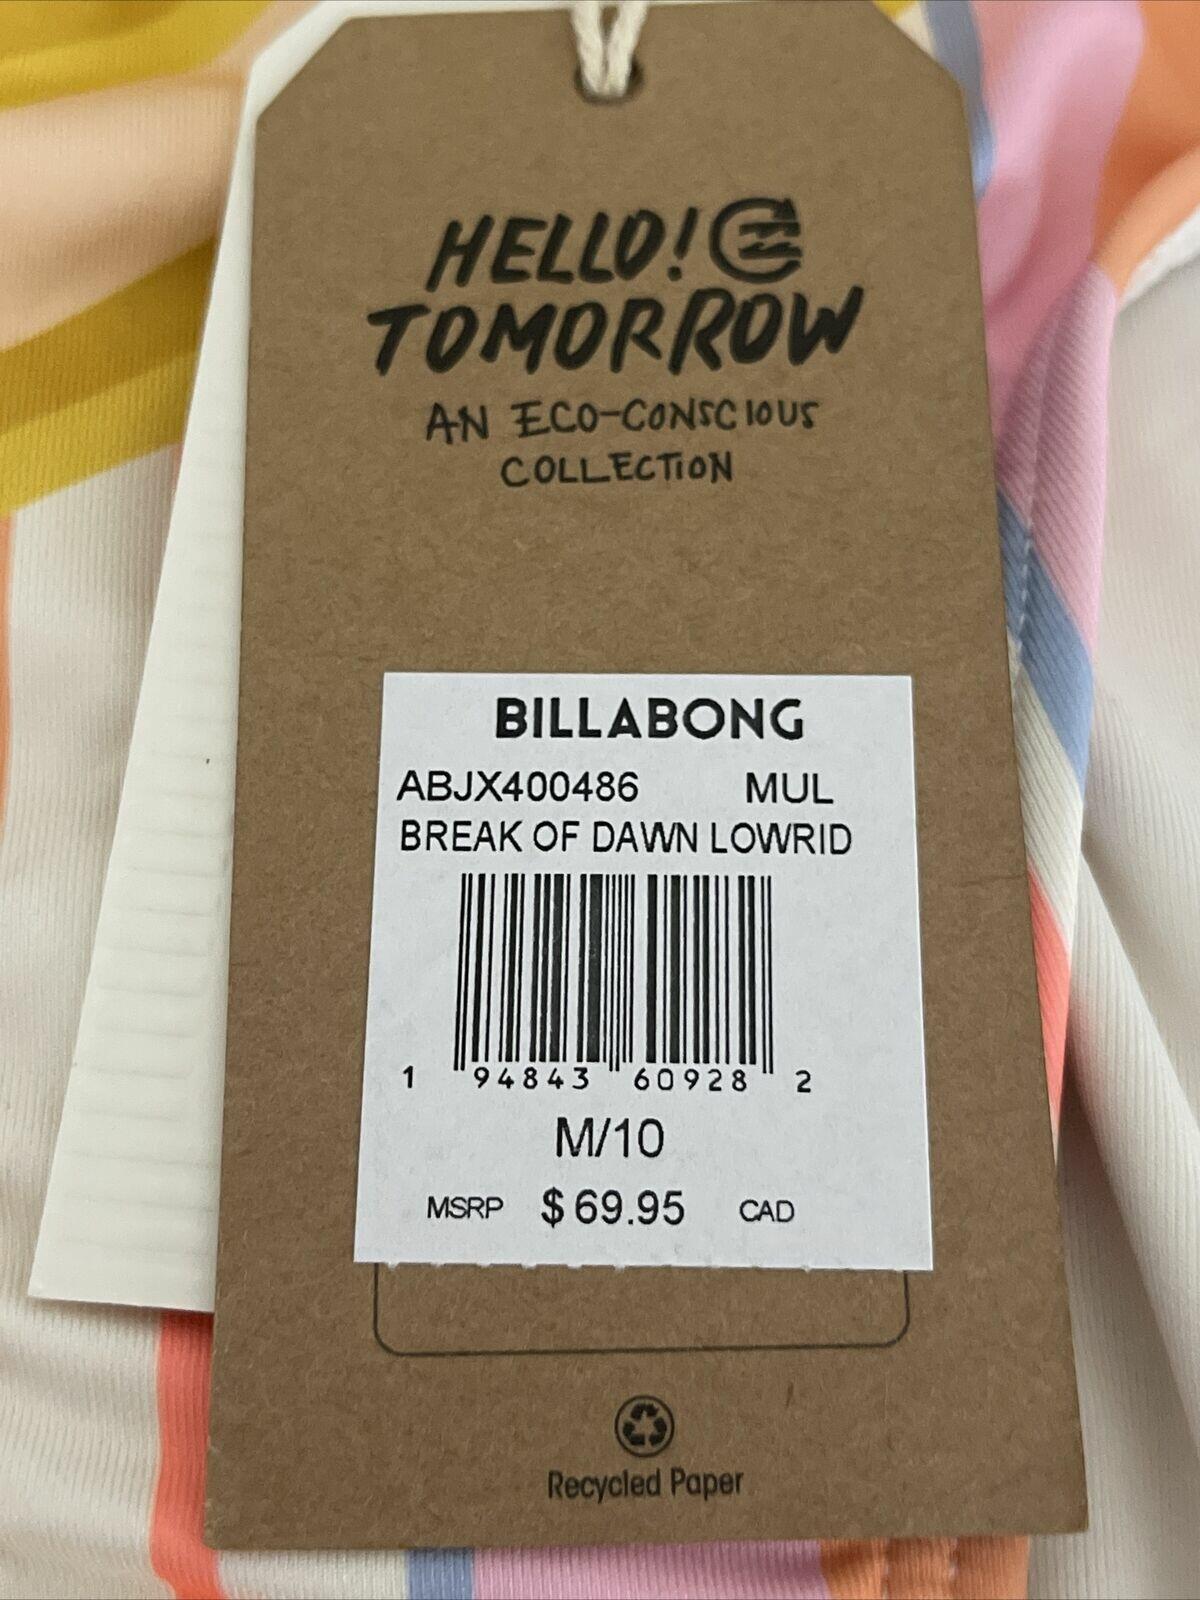 HELLO!
TOMORROW
AN ECO-CONSCIOUS
COLLECTION
BILLABONG
ABJX400486 MUL
BREAK OF DAWN LOWRID
1 94843 60928 2
M/10
MSRP $69.95 CAD
Recycled Paper